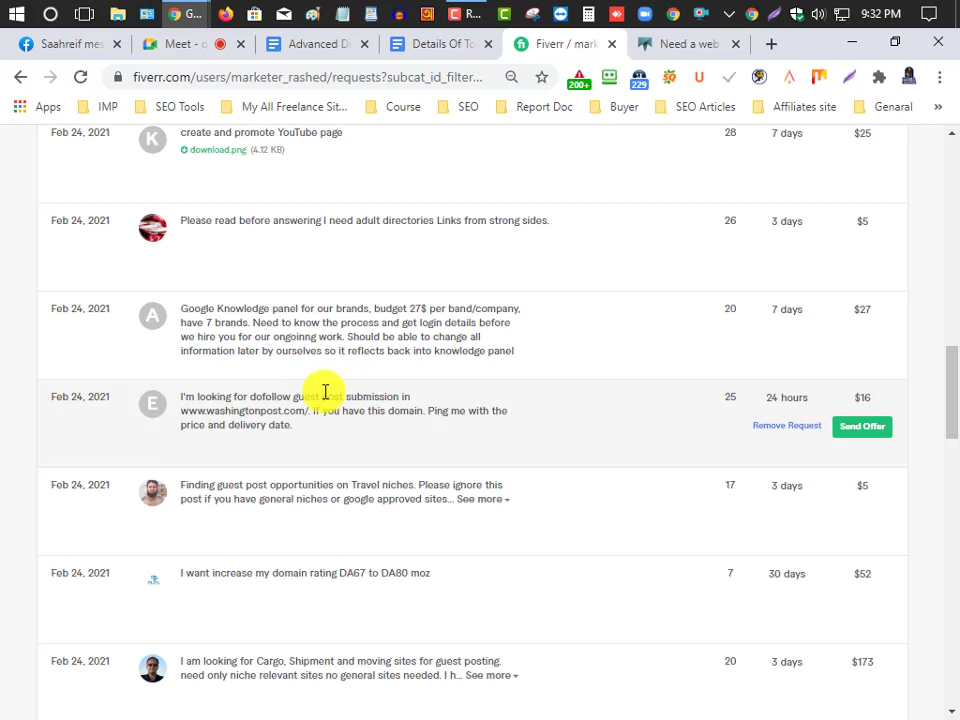 9:32 PM
G...
R...
Saahreif mes
Meet - c
Advanced D
Details Of To
Fiverr / mark
Need a web
fiverr.com/users/marketer_rashed/requests?subcat_id_filter...
200+
229
Apps
IMP
SEO Tools
My All Freelance Sit...
Course
SEO
Report Doc
Buyer
SEO Articles
Affiliates site
Genaral
»
Feb 24, 2021
K
create and promote YouTube page
28
7 days
$25
download.png (4.12 KB)
Feb 24, 2021
Please read before answering I need adult directories Links from strong sides.
26
3 days
$5
Feb 24, 2021
A
Google Knowledge panel for our brands, budget 27$ per band/company,
have 7 brands. Need to know the process and get login details before
we hire you for our ongoinng work. Should be able to change all
information later by ourselves so it reflects back into knowledge panel
20
7 days
$27
Feb 24, 2021
E
I'm looking for dofollow guest post submission in
www.washingtonpost.com/. If you have this domain. Ping me with the
price and delivery date.
25
24 hours
$16
Remove Request
Send Offer
Feb 24, 2021
Finding guest post opportunities on Travel niches. Please ignore this
post if you have general niches or google approved sites... See more
17
3 days
$5
Feb 24, 2021
I want increase my domain rating DA67 to DA80 moz
7
30 days
$52
Feb 24, 2021
I am looking for Cargo, Shipment and moving sites for guest posting.
need only niche relevant sites no general sites needed. I h... See more
20
3 days
$173